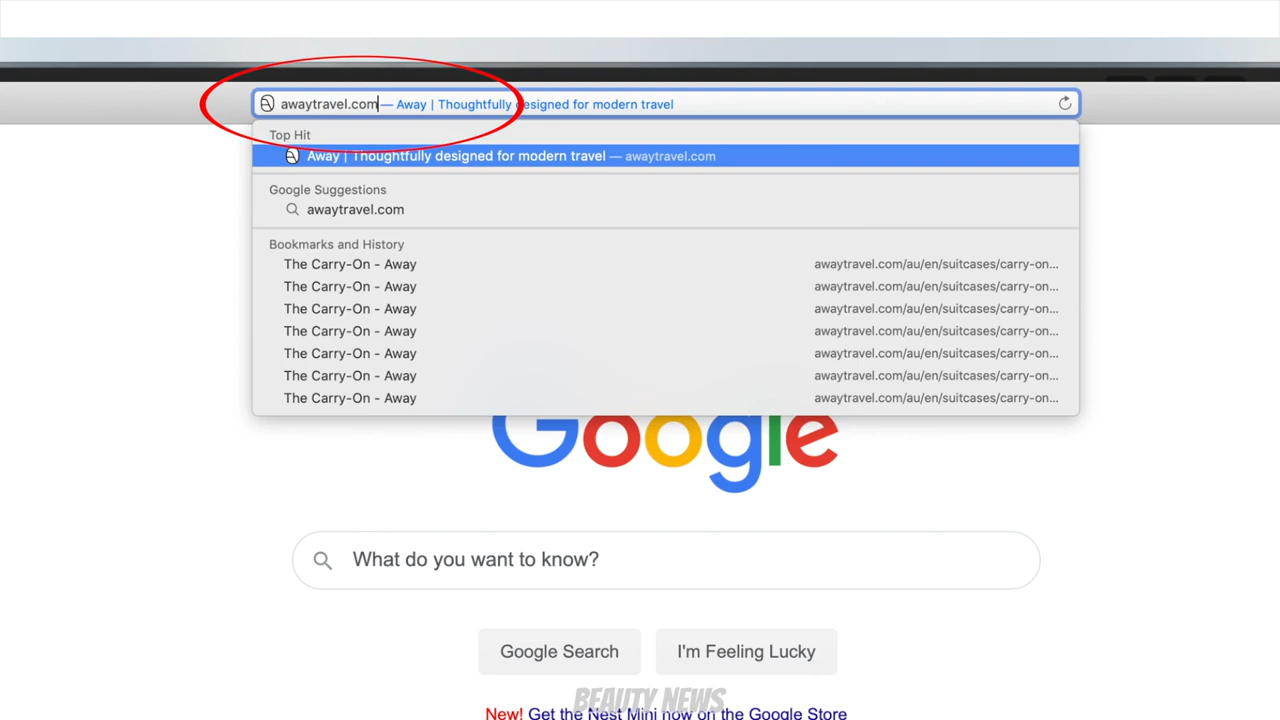 awaytravel.com — Away | Thoughtfully designed for modern travel
Top Hit
Away | Thoughtfully designed for modern travel — awaytravel.com
Google Suggestions
awaytravel.com
Bookmarks and History
The Carry-On - Away awaytravel.com/au/en/suitcases/carry-on...
The Carry-On - Away awaytravel.com/au/en/suitcases/carry-on...
The Carry-On - Away awaytravel.com/au/en/suitcases/carry-on...
The Carry-On - Away awaytravel.com/au/en/suitcases/carry-on...
The Carry-On - Away awaytravel.com/au/en/suitcases/carry-on...
The Carry-On - Away awaytravel.com/au/en/suitcases/carry-on...
The Carry-On - Away awaytravel.com/au/en/suitcases/carry-on...
Google
What do you want to know?
Google Search I'm Feeling Lucky
BEAUTY NEWS
New! Get the Nest Mini now on the Google Store